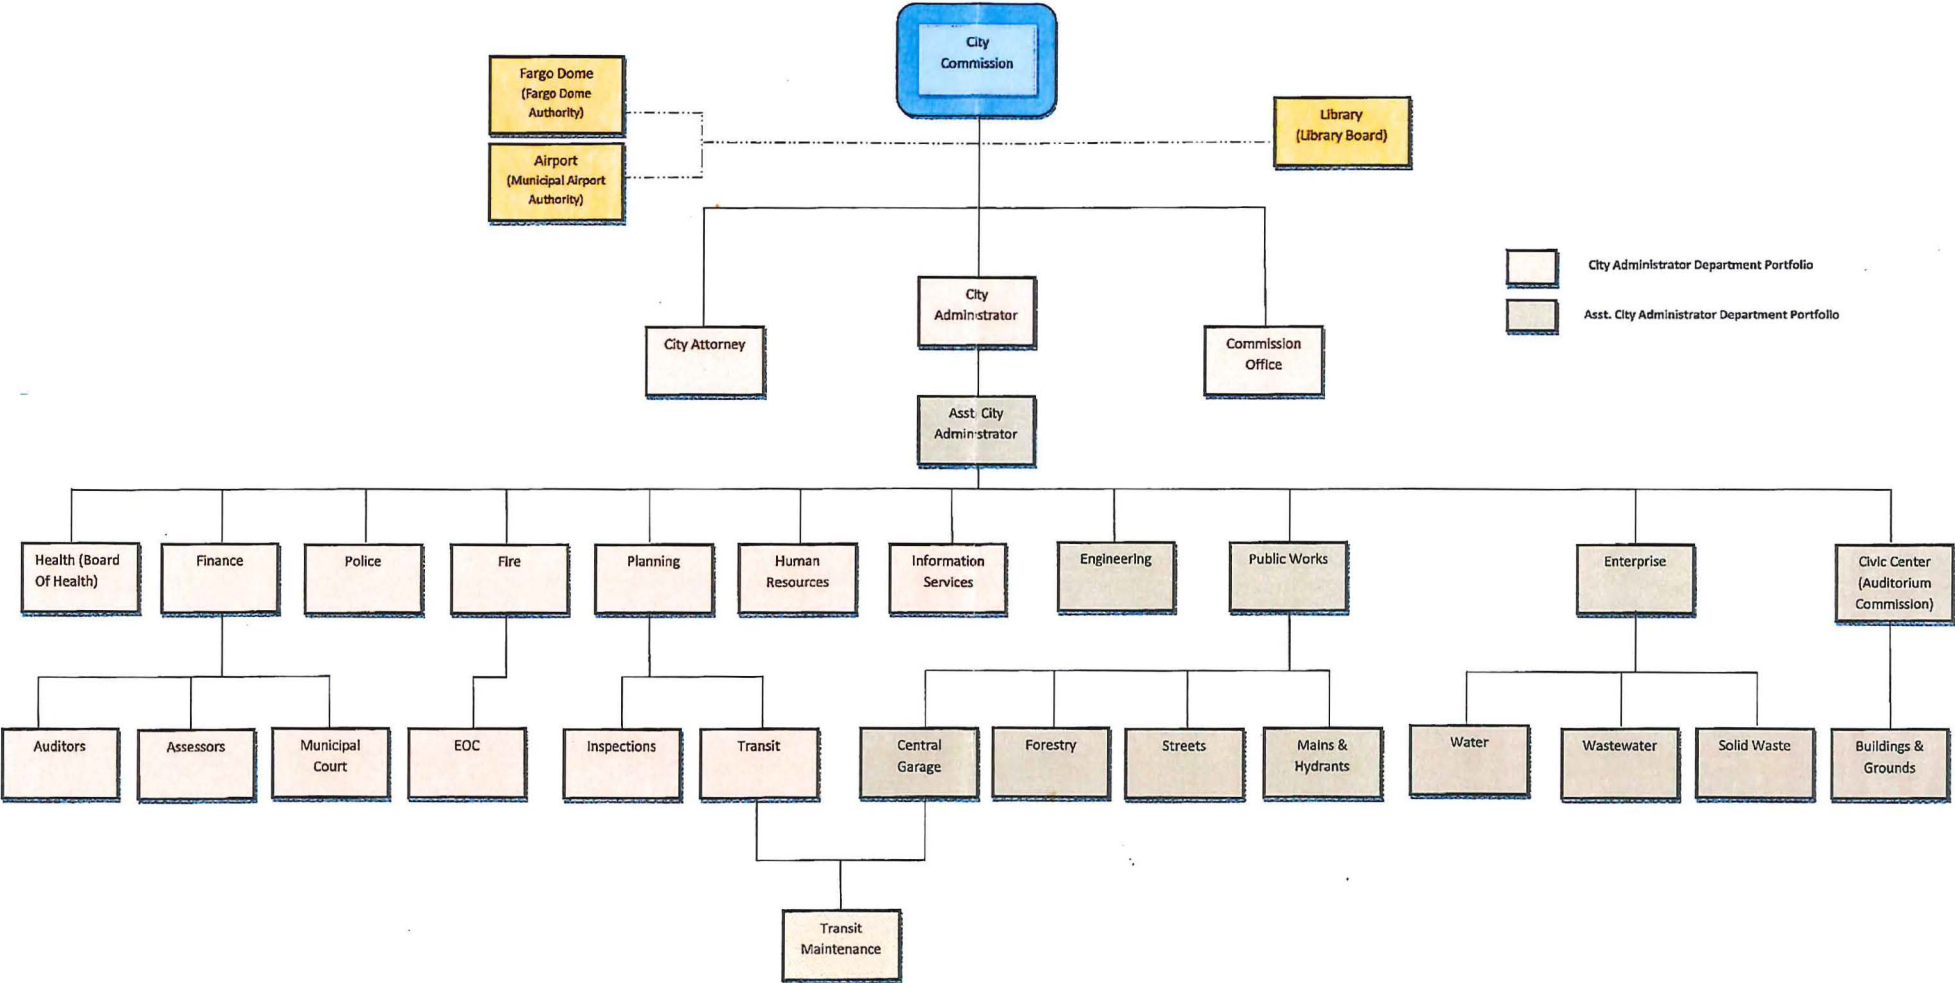 City
Commission
Fargo Dome
(Fargo Dome
Authority)
Airport
(Municipal Airport
Authority)
Library
(Library Board)
City Administrator Department Portfolio
Asst. City Administrator Department Portfolio
City
Administrator
City Attorney
Commission
Office
Asst. City
Administrator
Health (Board
Of Health)
Finance
Police
Fire
Planning
Human
Resources
Information
Services
Engineering
Public Works
Enterprise
Civic Center
(Auditorium
Commission)
Auditors
Assessors
Municipal
Court
EOC
Inspections
Transit
Central
Garage
Forestry
Streets
Mains &
Hydrants
Water
Wastewater
Solid Waste
Buildings &
Grounds
Transit
Maintenance